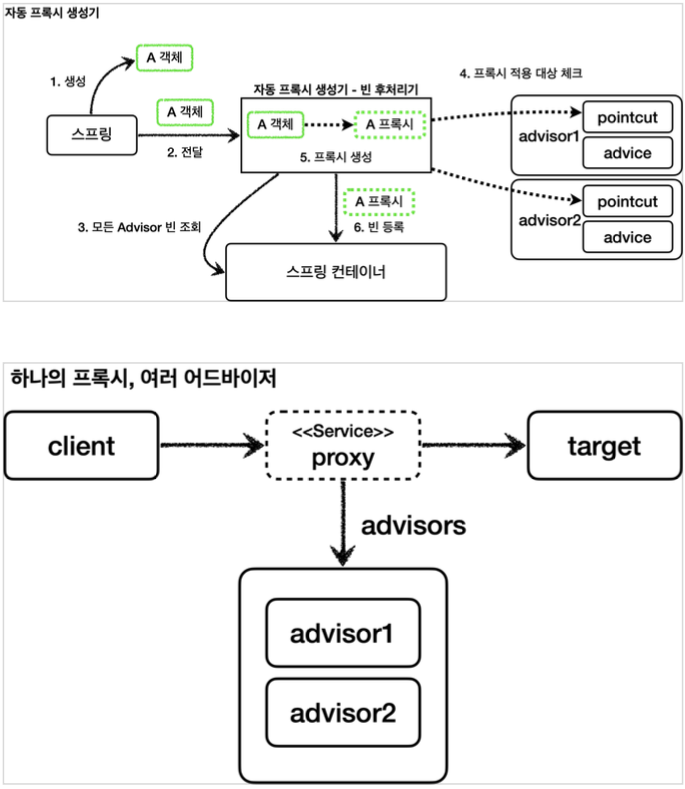 자동 프록시 생성기
A 객체
4. 프록시 적용 대상 체크
1. 생성
자동 프록시 생성기 - 빈 후처리기
A 객체
스프링
2. 전달
A 객체
A 프록시
5. 프록시 생성
advisor1
pointcut
advice
advisor2
pointcut
advice
A 프록시
3. 모든 Advisor 빈 조회
6. 빈 등록
스프링 컨테이너
하나의 프록시, 여러 어드바이저
client
<<Service>>
proxy
target
advisors
advisor1
advisor2